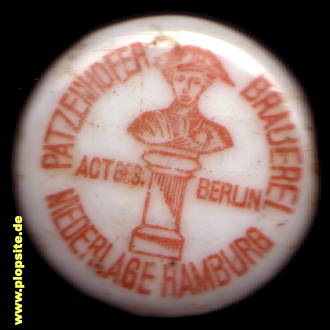 PATZENHOFER BRAUEREI
ACT GES. BERLIN
NIEDERLAGE HAMBURG
www.plopsite.de